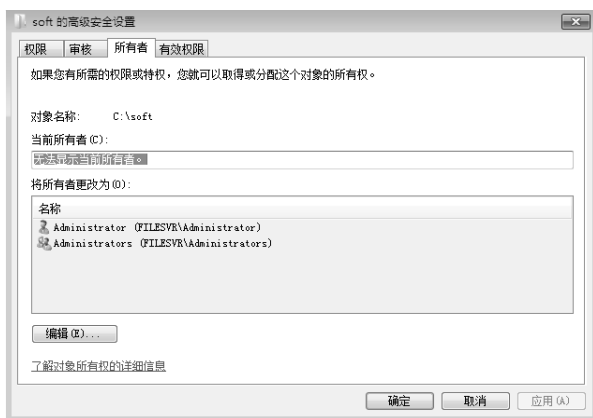 soft 的高级安全设置
权限 审核 所有者 有效权限
如果您有所需的权限或特权，您就可以取得或分配这个对象的所有权。
对象名称: C:\soft
当前所有者(C):
无法显示当前所有者。
将所有者更改为(O):
名称
Administrator (FILESVR\Administrator)
Administrators (FILESVR\Administrators)
编辑(E)...
了解对象所有权的详细信息
确定 取消 应用(A)